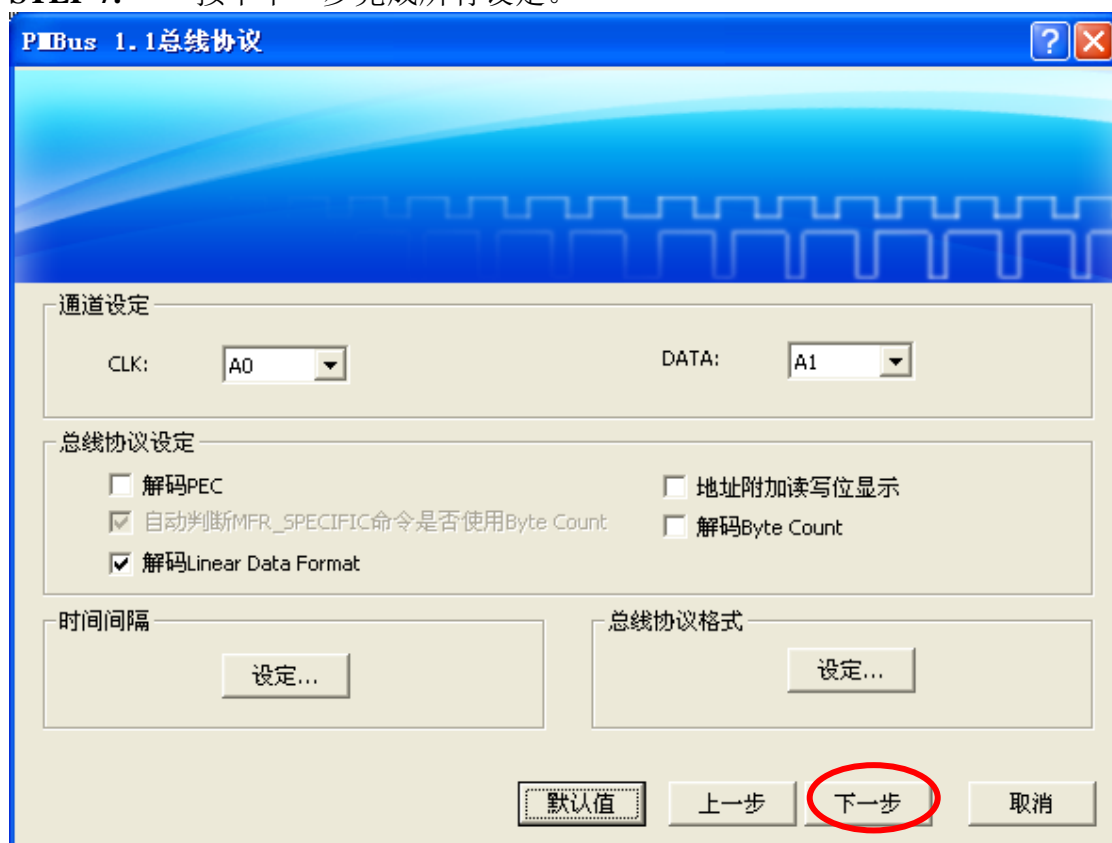 PMBus 1.1总线协议
通道设定
CLK: A0 DATA: A1
总线协议设定
解码PEC 地址附加读写位显示
自动判断MFR_SPECIFIC命令是否使用Byte Count 解码Byte Count
解码Linear Data Format
时间间隔 总线协议格式
设定... 设定...
默认值 上一步 下一步 取消